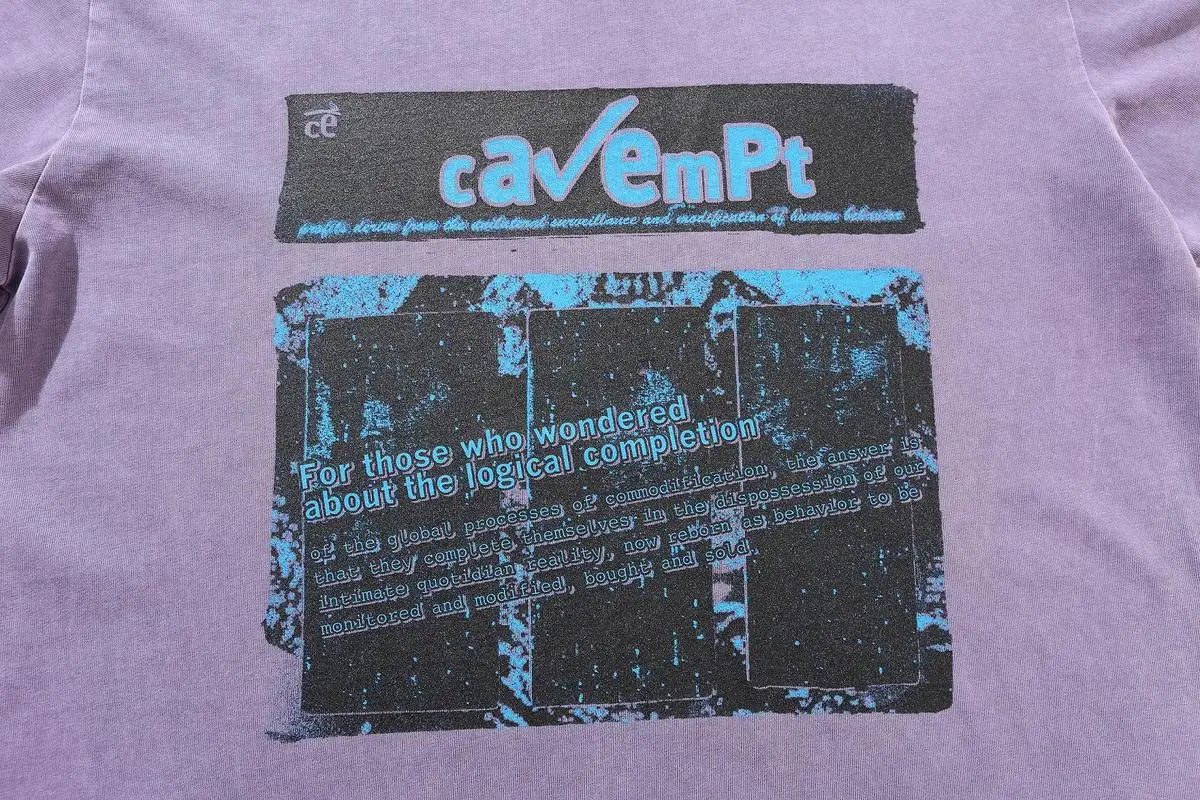 ce
cavemPt
profits derive from the unilateral surveillance and modification of human behavior
For those who wondered
about the logical completion
of the global processes of commodification, the answer is
that they complete themselves in the dispossession of our
intimate quotidian reality, now reborn as behavior to be
monitored and modified, bought and sold.